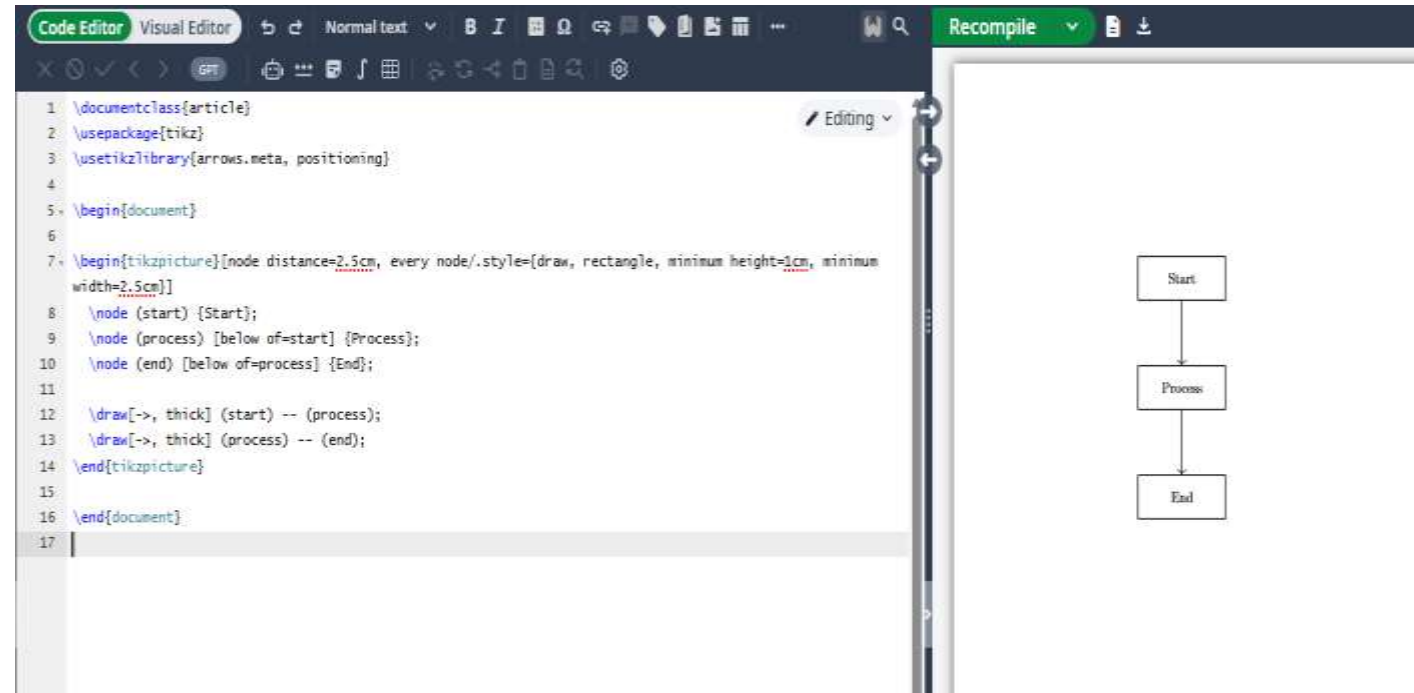 Code Editor Visual Editor Normal text B I Ω Recompile
GPT
Editing
1 \documentclass{article}
2 \usepackage{tikz}
3 \usetikzlibrary{arrows.meta, positioning}
4
5 \begin{document}
6
7 \begin{tikzpicture}[node distance=2.5cm, every node/.style={draw, rectangle, minimum height=1cm, minimum
width=2.5cm}]
8 \node (start) {Start};
9 \node (process) [below of=start] {Process};
10 \node (end) [below of=process] {End};
11
12 \draw[->, thick] (start) -- (process);
13 \draw[->, thick] (process) -- (end);
14 \end{tikzpicture}
15
16 \end{document}
17
Start
Process
End